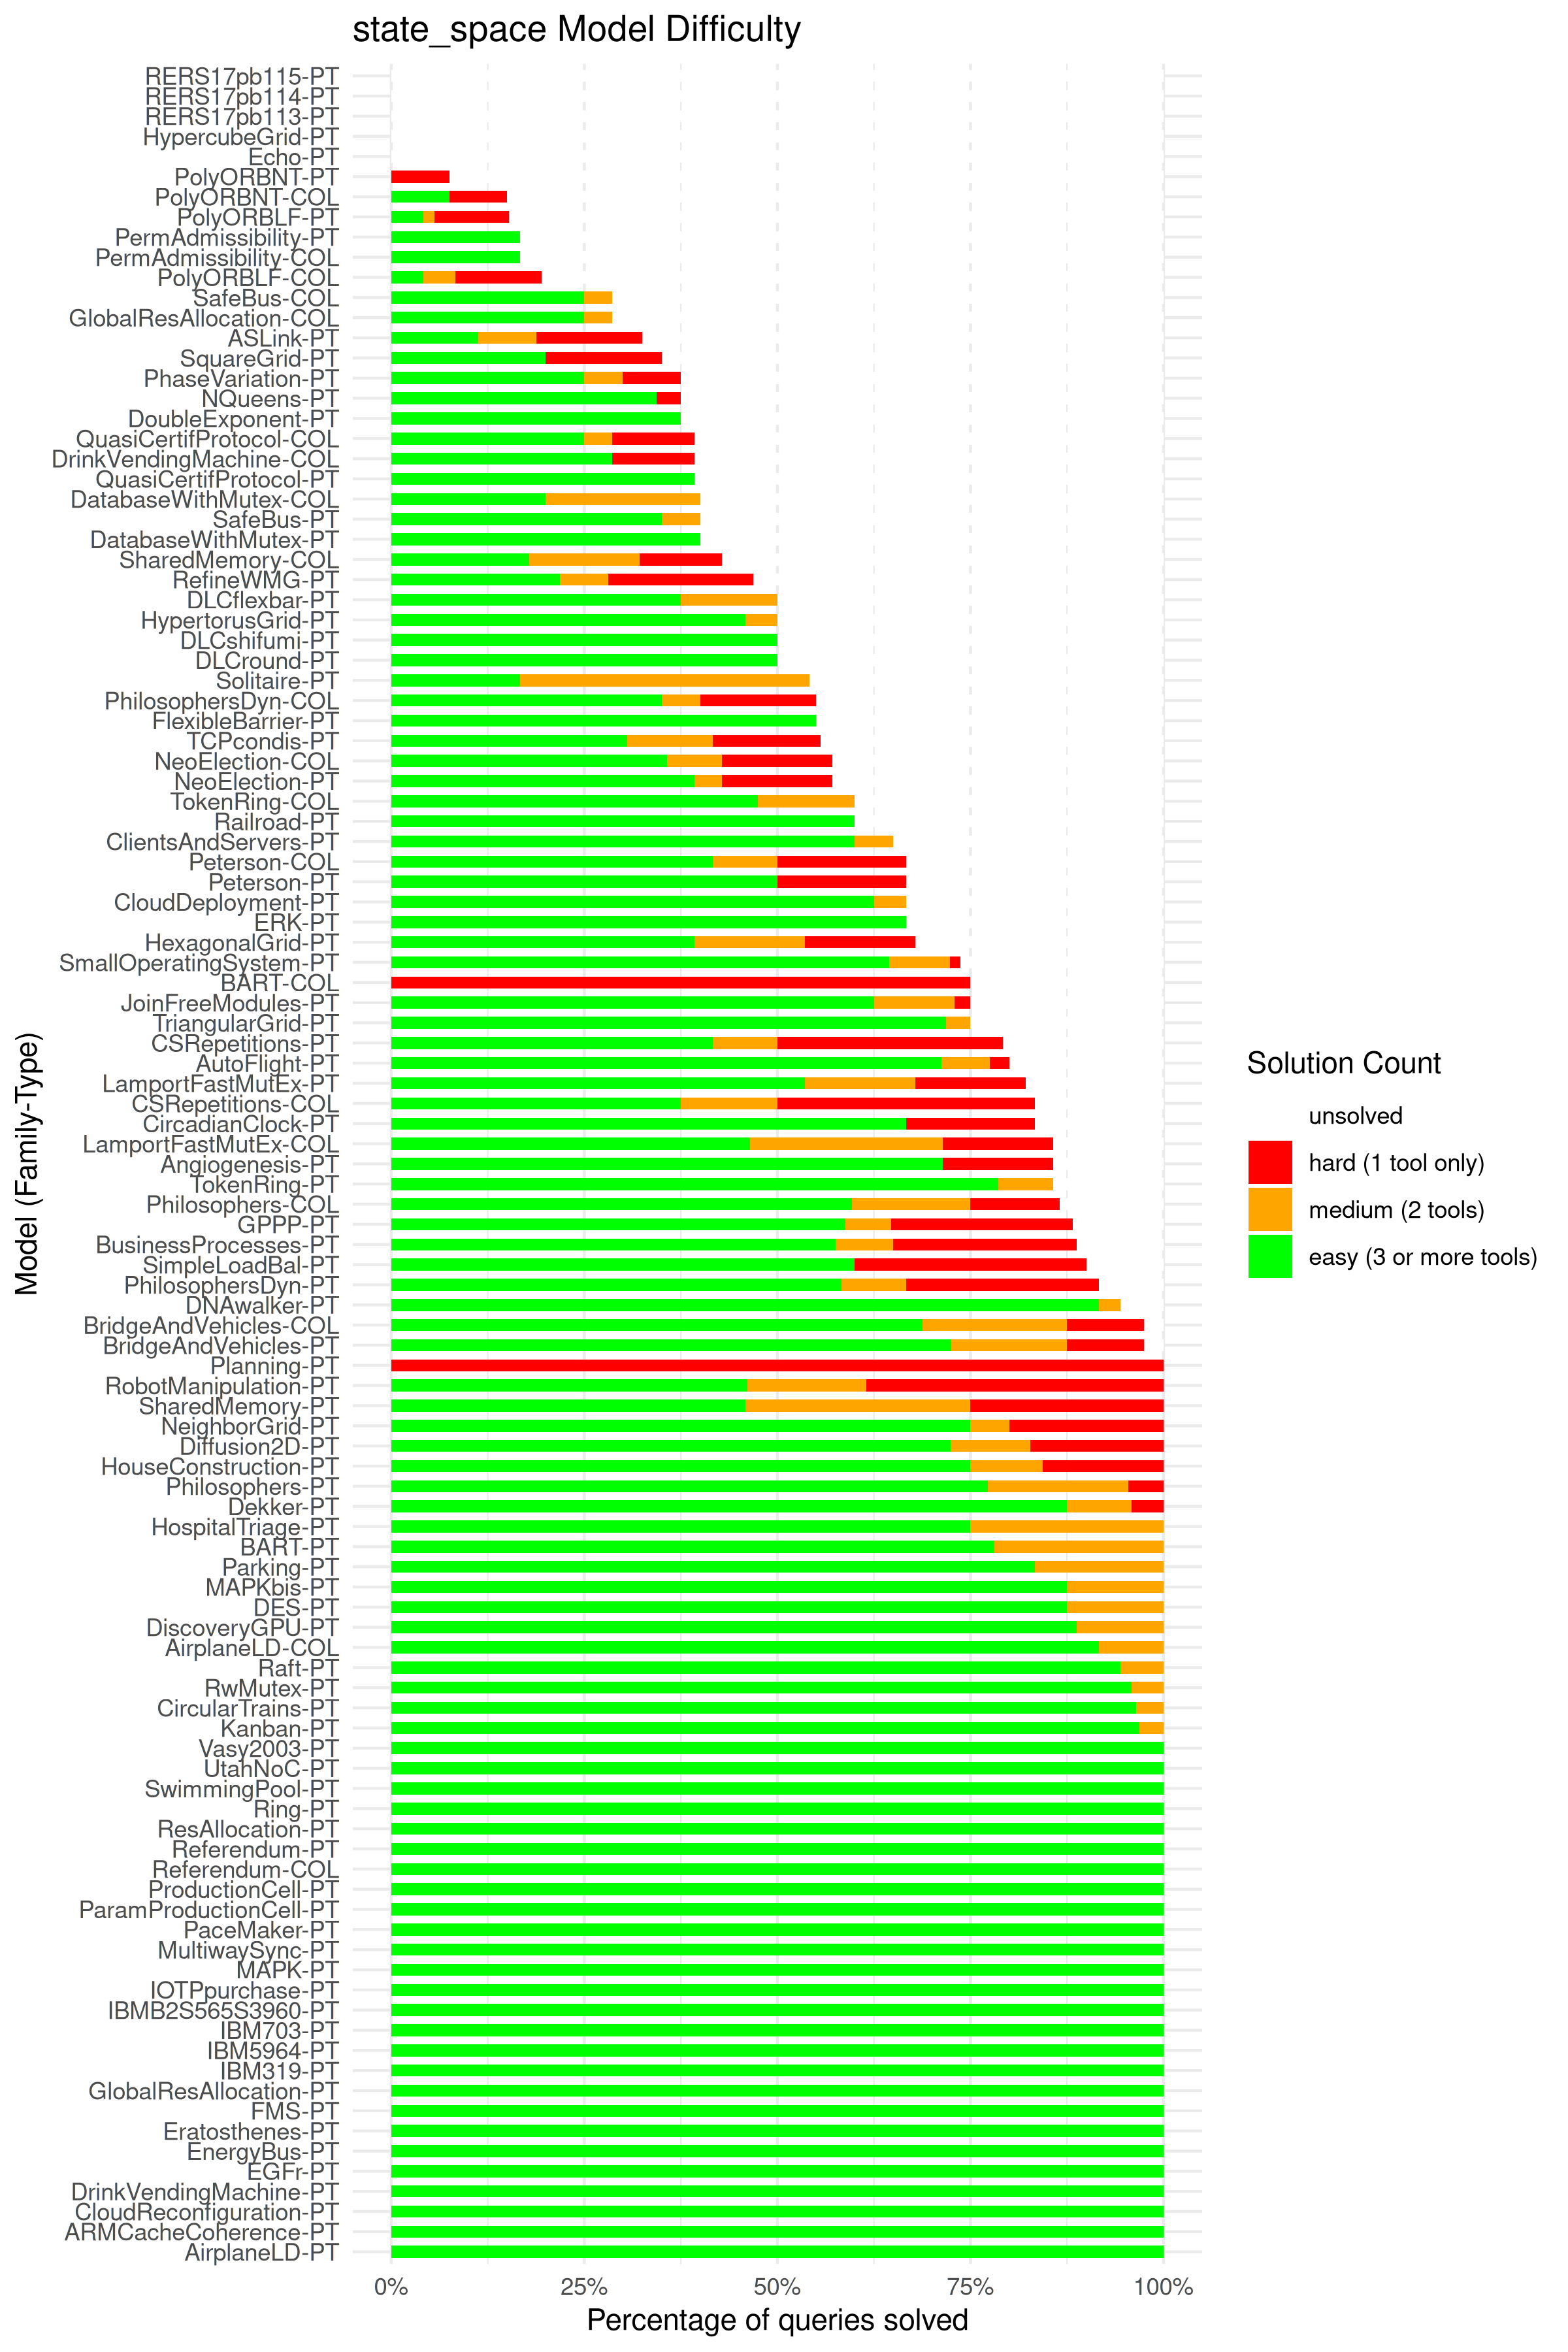 state_space Model Difficulty
RERS17pb115-PT
RERS17pb114-PT
RERS17pb113-PT
HypercubeGrid-PT
Echo-PT
PolyORBNT-PT
PolyORBNT-COL
PolyORBLF-PT
PermAdmissibility-PT
PermAdmissibility-COL
PolyORBLF-COL
SafeBus-COL
GlobalResAllocation-COL
ASLink-PT
SquareGrid-PT
PhaseVariation-PT
NQueens-PT
DoubleExponent-PT
QuasiCertifProtocol-COL
DrinkVendingMachine-COL
QuasiCertifProtocol-PT
DatabaseWithMutex-COL
SafeBus-PT
DatabaseWithMutex-PT
SharedMemory-COL
RefineWMG-PT
DLCflexbar-PT
HypertorusGrid-PT
DLCshifumi-PT
DLCround-PT
Solitaire-PT
PhilosophersDyn-COL
FlexibleBarrier-PT
TCPcondis-PT
NeoElection-COL
NeoElection-PT
TokenRing-COL
Railroad-PT
ClientsAndServers-PT
Peterson-COL
Peterson-PT
CloudDeployment-PT
ERK-PT
HexagonalGrid-PT
SmallOperatingSystem-PT
BART-COL
JoinFreeModules-PT
TriangularGrid-PT
CSRepetitions-PT
AutoFlight-PT
LamportFastMutEx-PT
CSRepetitions-COL
CircadianClock-PT
LamportFastMutEx-COL
Angiogenesis-PT
TokenRing-PT
Philosophers-COL
GPPP-PT
BusinessProcesses-PT
SimpleLoadBal-PT
PhilosophersDyn-PT
DNAwalker-PT
BridgeAndVehicles-COL
BridgeAndVehicles-PT
Planning-PT
RobotManipulation-PT
SharedMemory-PT
NeighborGrid-PT
Diffusion2D-PT
HouseConstruction-PT
Philosophers-PT
Dekker-PT
HospitalTriage-PT
BART-PT
Parking-PT
MAPKbis-PT
DES-PT
DiscoveryGPU-PT
AirplaneLD-COL
Raft-PT
RwMutex-PT
CircularTrains-PT
Kanban-PT
Vasy2003-PT
UtahNoC-PT
SwimmingPool-PT
Ring-PT
ResAllocation-PT
Referendum-PT
Referendum-COL
ProductionCell-PT
ParamProductionCell-PT
PaceMaker-PT
MultiwaySync-PT
MAPK-PT
IOTPpurchase-PT
IBMB2S565S3960-PT
IBM703-PT
IBM5964-PT
IBM319-PT
GlobalResAllocation-PT
FMS-PT
Eratosthenes-PT
EnergyBus-PT
EGFr-PT
DrinkVendingMachine-PT
CloudReconfiguration-PT
ARMCacheCoherence-PT
AirplaneLD-PT
Model (Family-Type)
0% 25% 50% 75% 100%
Percentage of queries solved
Solution Count
unsolved
hard (1 tool only)
medium (2 tools)
easy (3 or more tools)